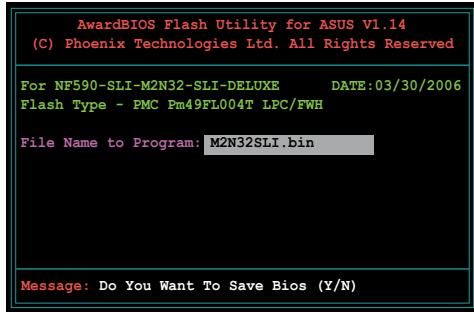 AwardBIOS Flash Utility for ASUS V1.14
(C) Phoenix Technologies Ltd. All Rights Reserved
For NF590-SLI-M2N32-SLI-DELUXE DATE:03/30/2006
Flash Type - PMC Pm49FL004T LPC/FWH
File Name to Program: M2N32SLI.bin
Message: Do You Want To Save Bios (Y/N)